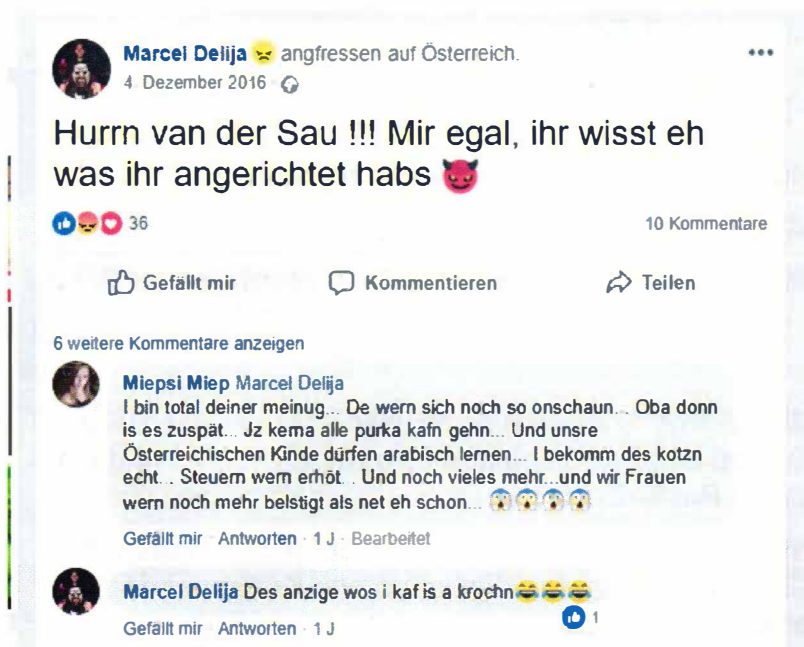 Marcel Delija 😠 angfressen auf Österreich.
4. Dezember 2016
Hurrn van der Sau !!! Mir egal, ihr wisst eh
was ihr angerichtet habs 😈
36
10 Kommentare
Gefällt mir
Kommentieren
Teilen
6 weitere Kommentare anzeigen
Miepsi Miep Marcel Delija
I bin total deiner meinug... De wern sich noch so onschaun... Oba donn
is es zuspät... Jz kema alle purka kafn gehn... Und unsre
Österreichischen Kinde dürfen arabisch lernen... I bekomm des kotzn
echt... Steuern wern erhöt... Und noch vieles mehr...und wir Frauen
wern noch mehr belstigt als net eh schon... 😱😱😱😱
Gefällt mir · Antworten · 1 J · Bearbeitet
Marcel Delija Des anzige wos i kaf is a krochn😂😂😂
1
Gefällt mir · Antworten · 1 J